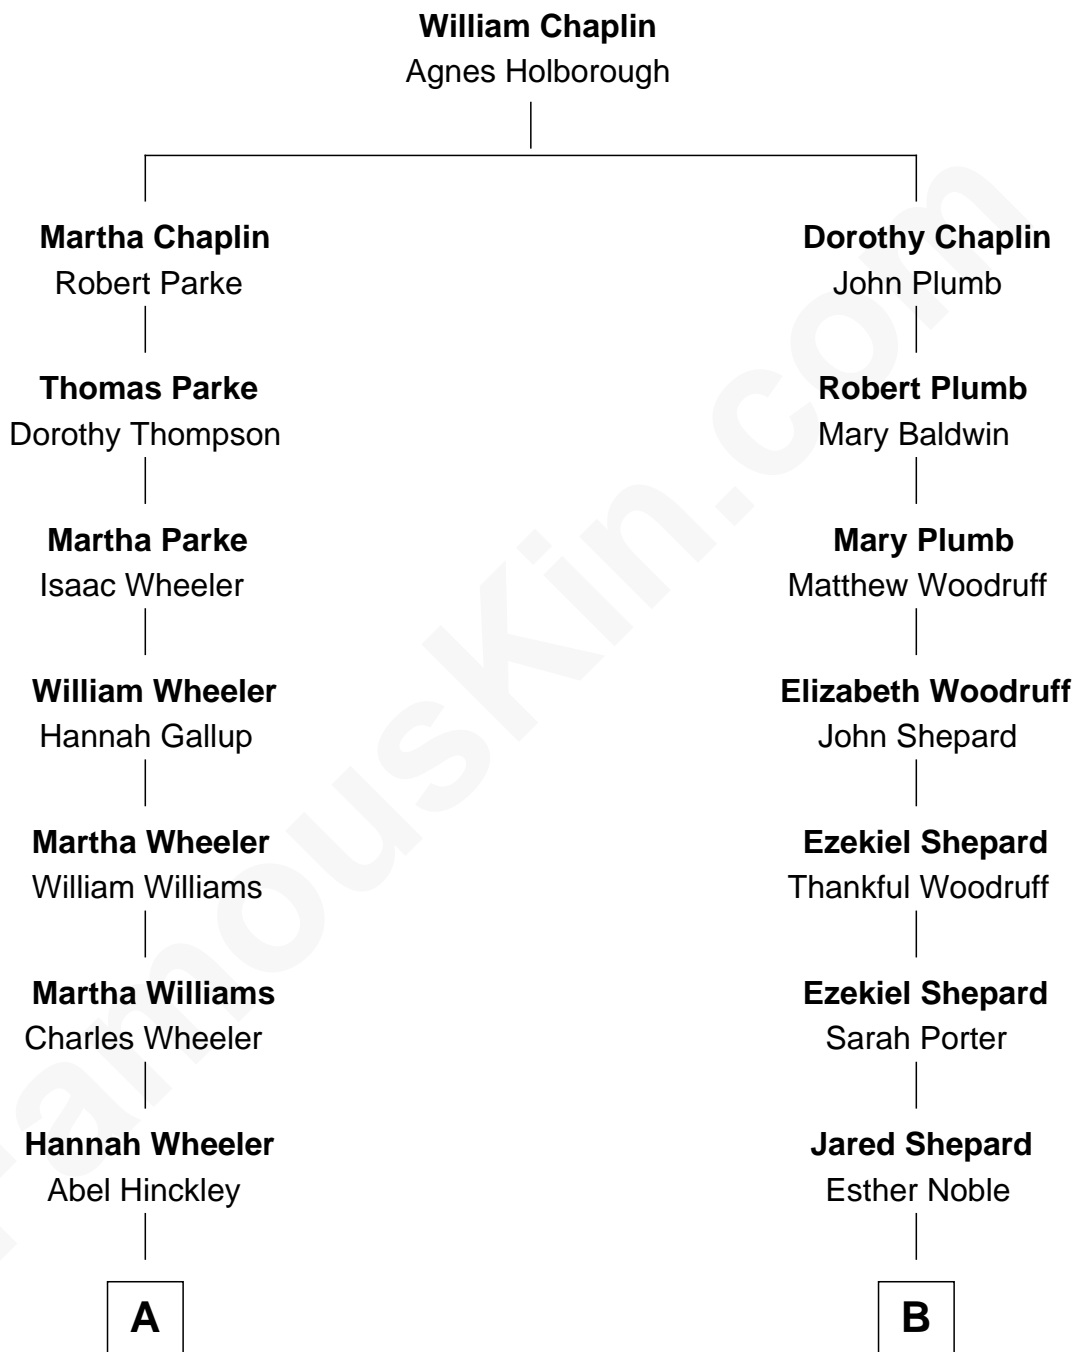 William Chaplin
Agnes Holborough
Martha Chaplin
Robert Parke
Dorothy Chaplin
John Plumb
Thomas Parke
Dorothy Thompson
Robert Plumb
Mary Baldwin
Martha Parke
Isaac Wheeler
Mary Plumb
Matthew Woodruff
William Wheeler
Hannah Gallup
Elizabeth Woodruff
John Shepard
Martha Wheeler
William Williams
Ezekiel Shepard
Thankful Woodruff
Martha Williams
Charles Wheeler
Ezekiel Shepard
Sarah Porter
Hannah Wheeler
Abel Hinckley
Jared Shepard
Esther Noble
A
B
FamousKin.com